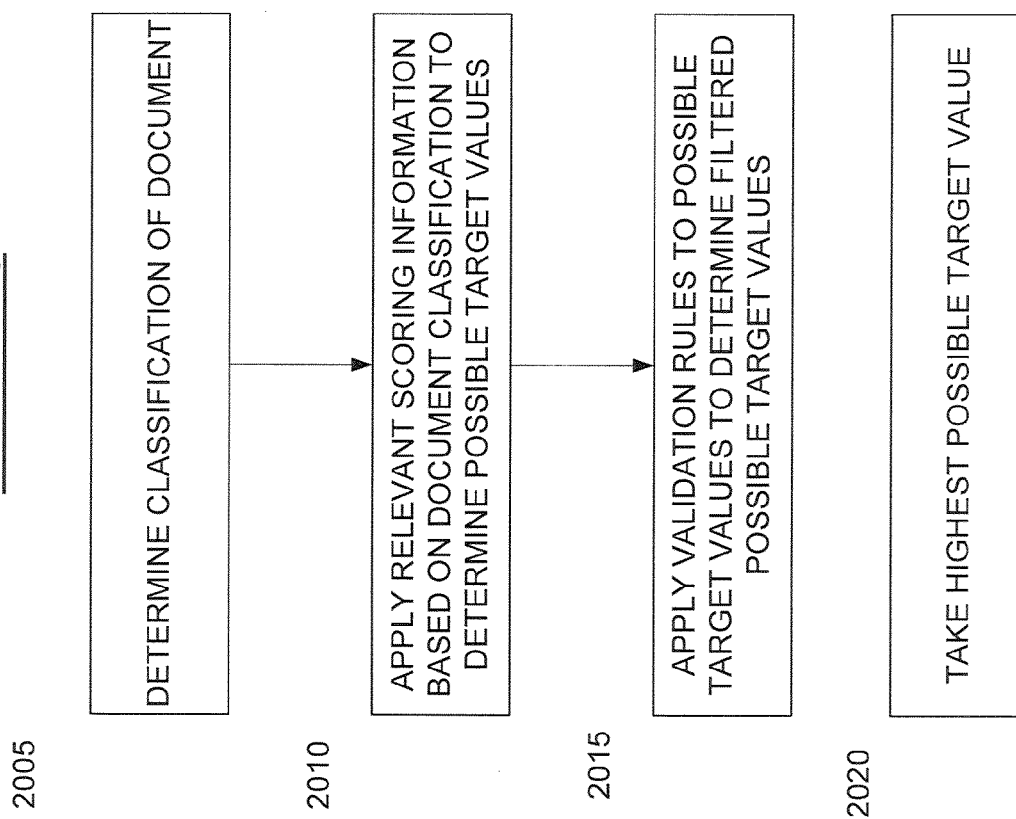 2005
DETERMINE CLASSIFICATION OF DOCUMENT
2010
APPLY RELEVANT SCORING INFORMATION
BASED ON DOCUMENT CLASSIFICATION TO
DETERMINE POSSIBLE TARGET VALUES
2015
APPLY VALIDATION RULES TO POSSIBLE
TARGET VALUES TO DETERMINE FILTERED
POSSIBLE TARGET VALUES
2020
TAKE HIGHEST POSSIBLE TARGET VALUE